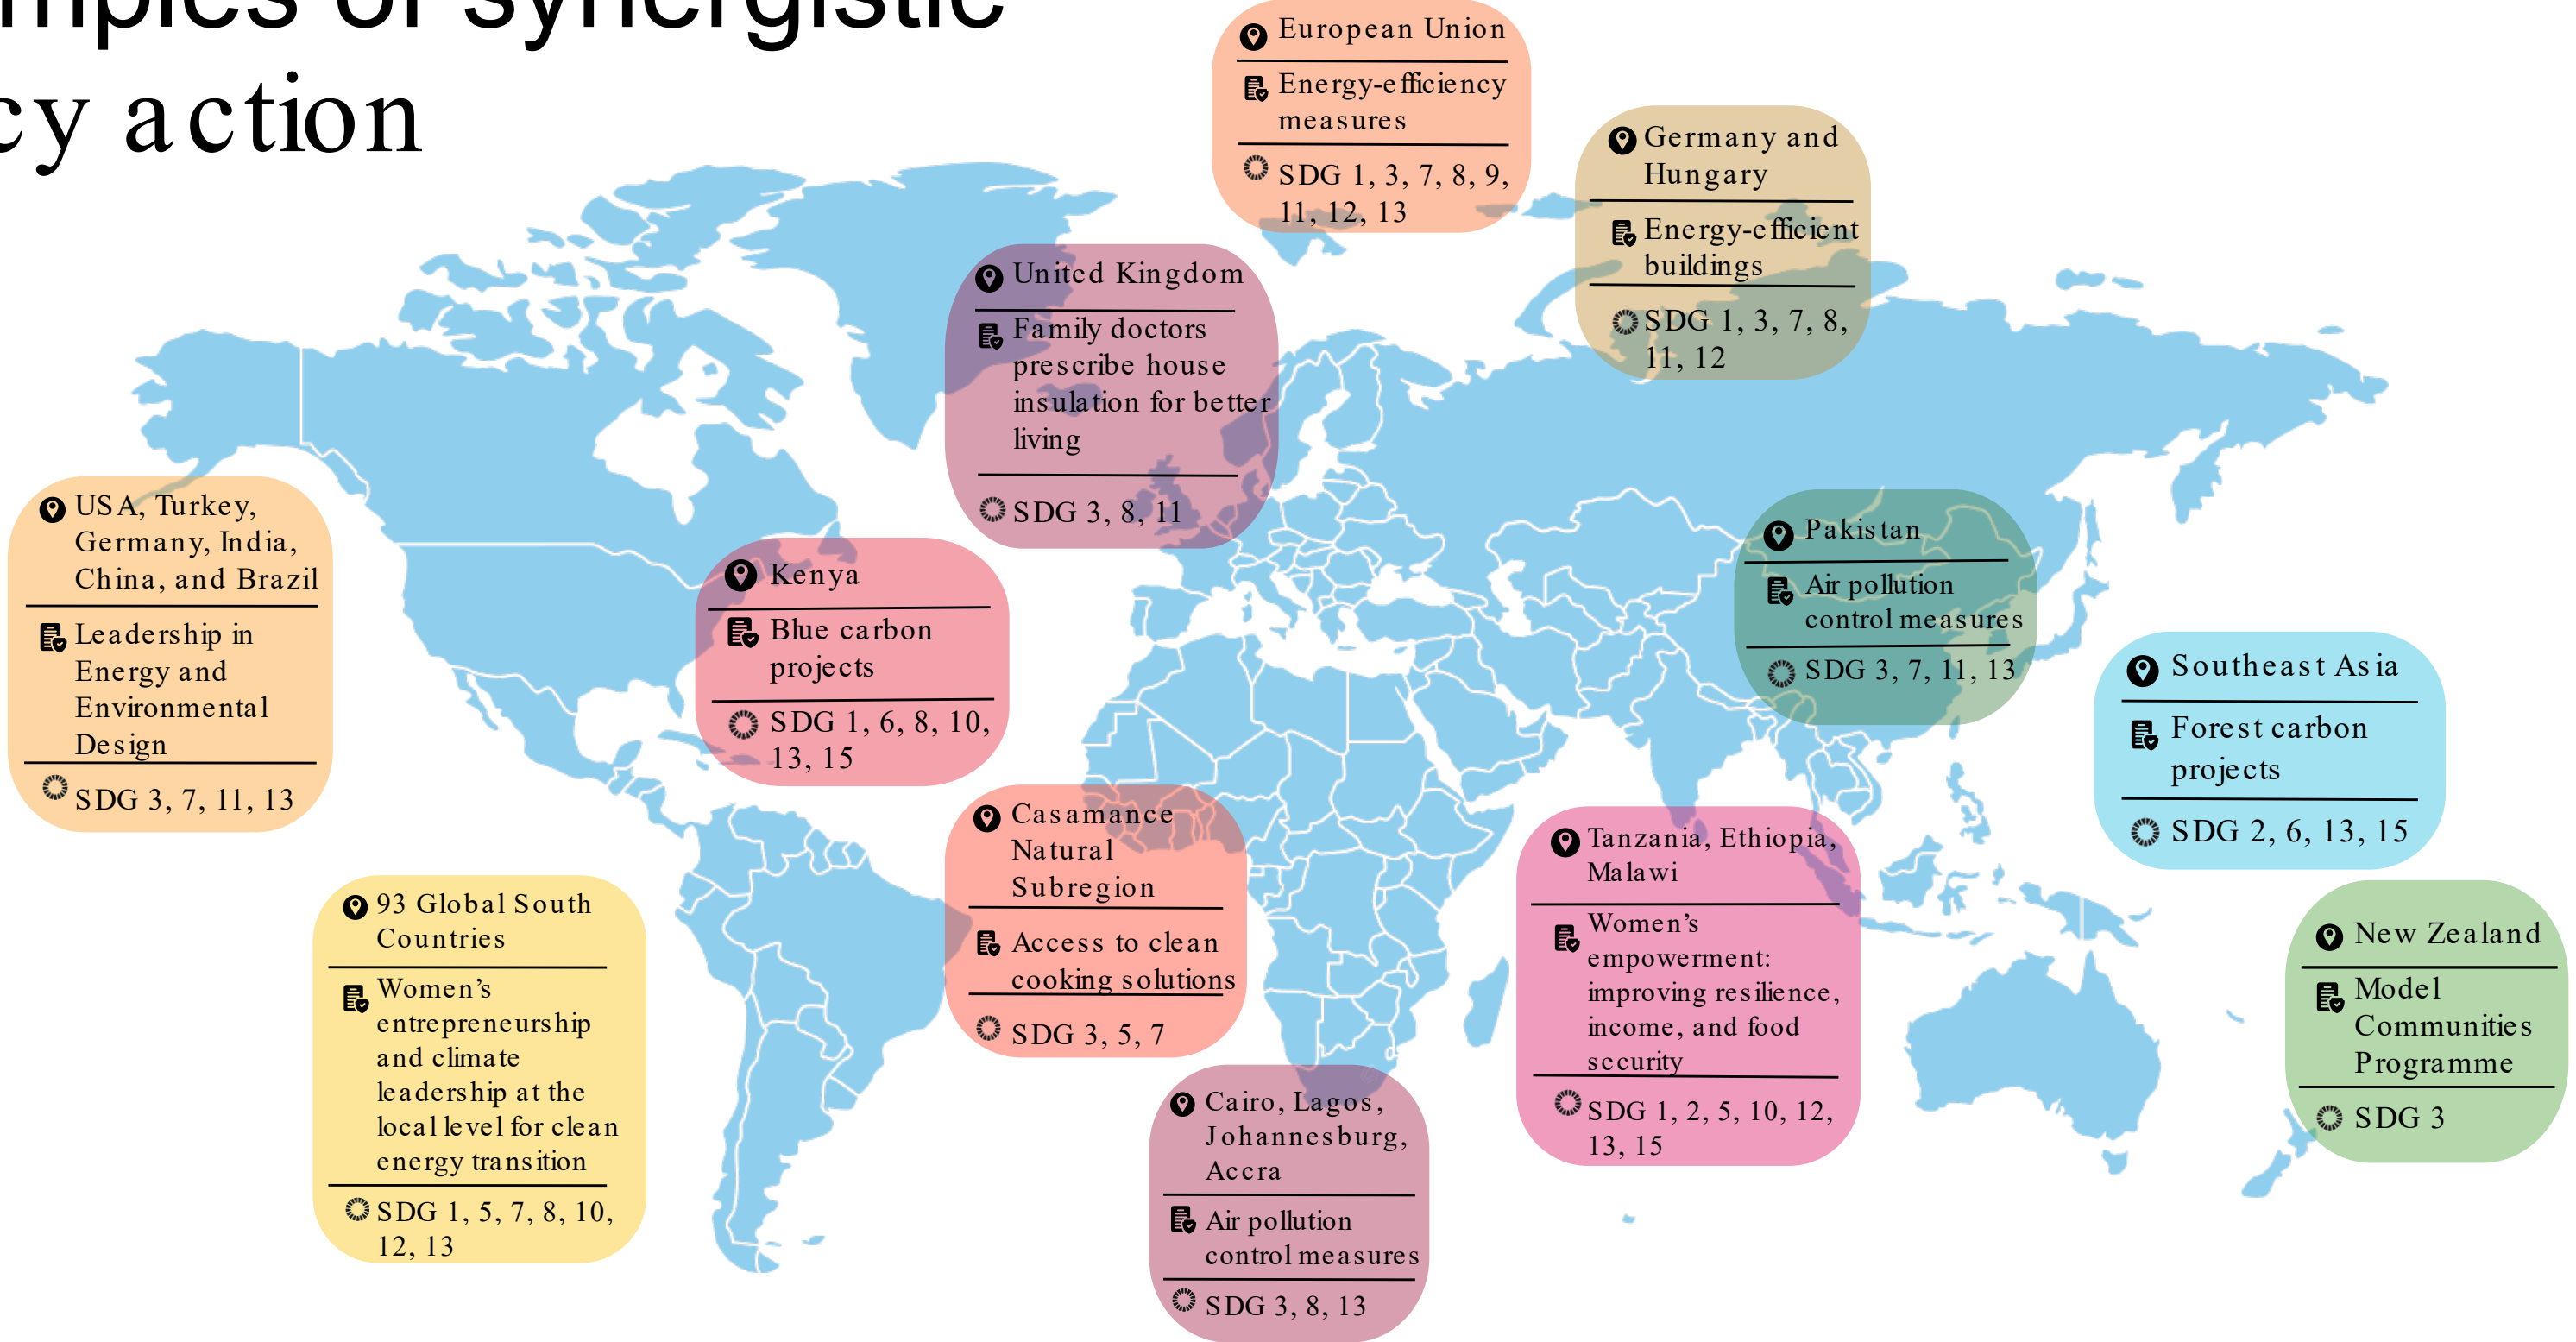 action
European Union
Energy-efficiency
measures
SDG 1, 3, 7, 8, 9,
11, 12, 13
Germany and
Hungary
Energy-efficient
buildings
SDG 1, 3, 7, 8,
11, 12
United Kingdom
Family doctors
prescribe house
insulation for better
living
SDG 3, 8, 11
USA, Turkey,
Germany, India,
China, and Brazil
Leadership in
Energy and
Environmental
Design
SDG 3, 7, 11, 13
Kenya
Blue carbon
projects
SDG 1, 6, 8, 10,
13, 15
Pakistan
Air pollution
control measures
SDG 3, 7, 11, 13
Southeast Asia
Forest carbon
projects
SDG 2, 6, 13, 15
93 Global South
Countries
Women's
entrepreneurship
and climate
leadership at the
local level for clean
energy transition
SDG 1, 5, 7, 8, 10,
12, 13
Casamance
Natural
Subregion
Access to clean
cooking solutions
SDG 3, 5, 7
Cairo, Lagos,
Johannesburg,
Accra
Air pollution
control measures
SDG 3, 8, 13
Tanzania, Ethiopia,
Malawi
Women's
empowerment:
improving resilience,
income, and food
security
SDG 1, 2, 5, 10, 12,
13, 15
New Zealand
Model
Communities
Programme
SDG 3